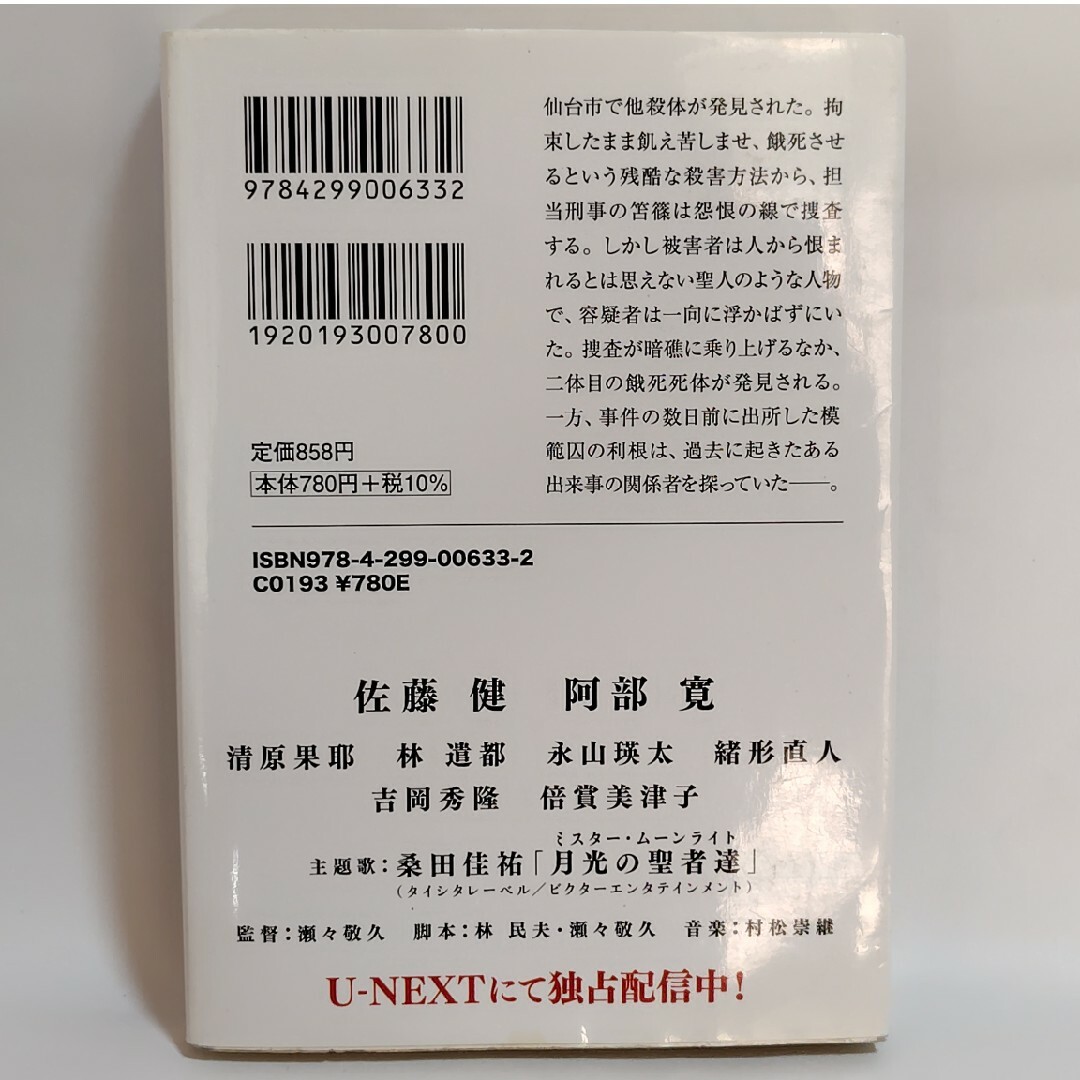 9784299006332
1920193007800
定価858円
本体780円+税10%
仙台市で他殺体が発見された。拘
束したまま飢え苦しませ、餓死させ
るという残酷な殺害方法から、担
当刑事の笘篠は怨恨の線で捜査
する。しかし被害者は人から恨ま
れるとは思えない聖人のような人物
で、容疑者は一向に浮かばずにい
た。捜査が暗礁に乗り上げるなか、
二体目の餓死死体が発見される。
一方、事件の数日前に出所した模
範囚の利根は、過去に起きたある
出来事の関係者を探っていた――。
ISBN978-4-299-00633-2
C0193 ¥780E
佐藤 健 阿部 寛
清原果耶 林 遣都 永山瑛太 緒形直人
吉岡秀隆 倍賞美津子
ミスター・ムーンライト
主題歌:桑田佳祐「月光の聖者達」
(タイシタレーベル/ビクターエンタテインメント)
監督:瀬々敬久 脚本:林 民夫・瀬々敬久 音楽:村松崇継
U-NEXTにて独占配信中!